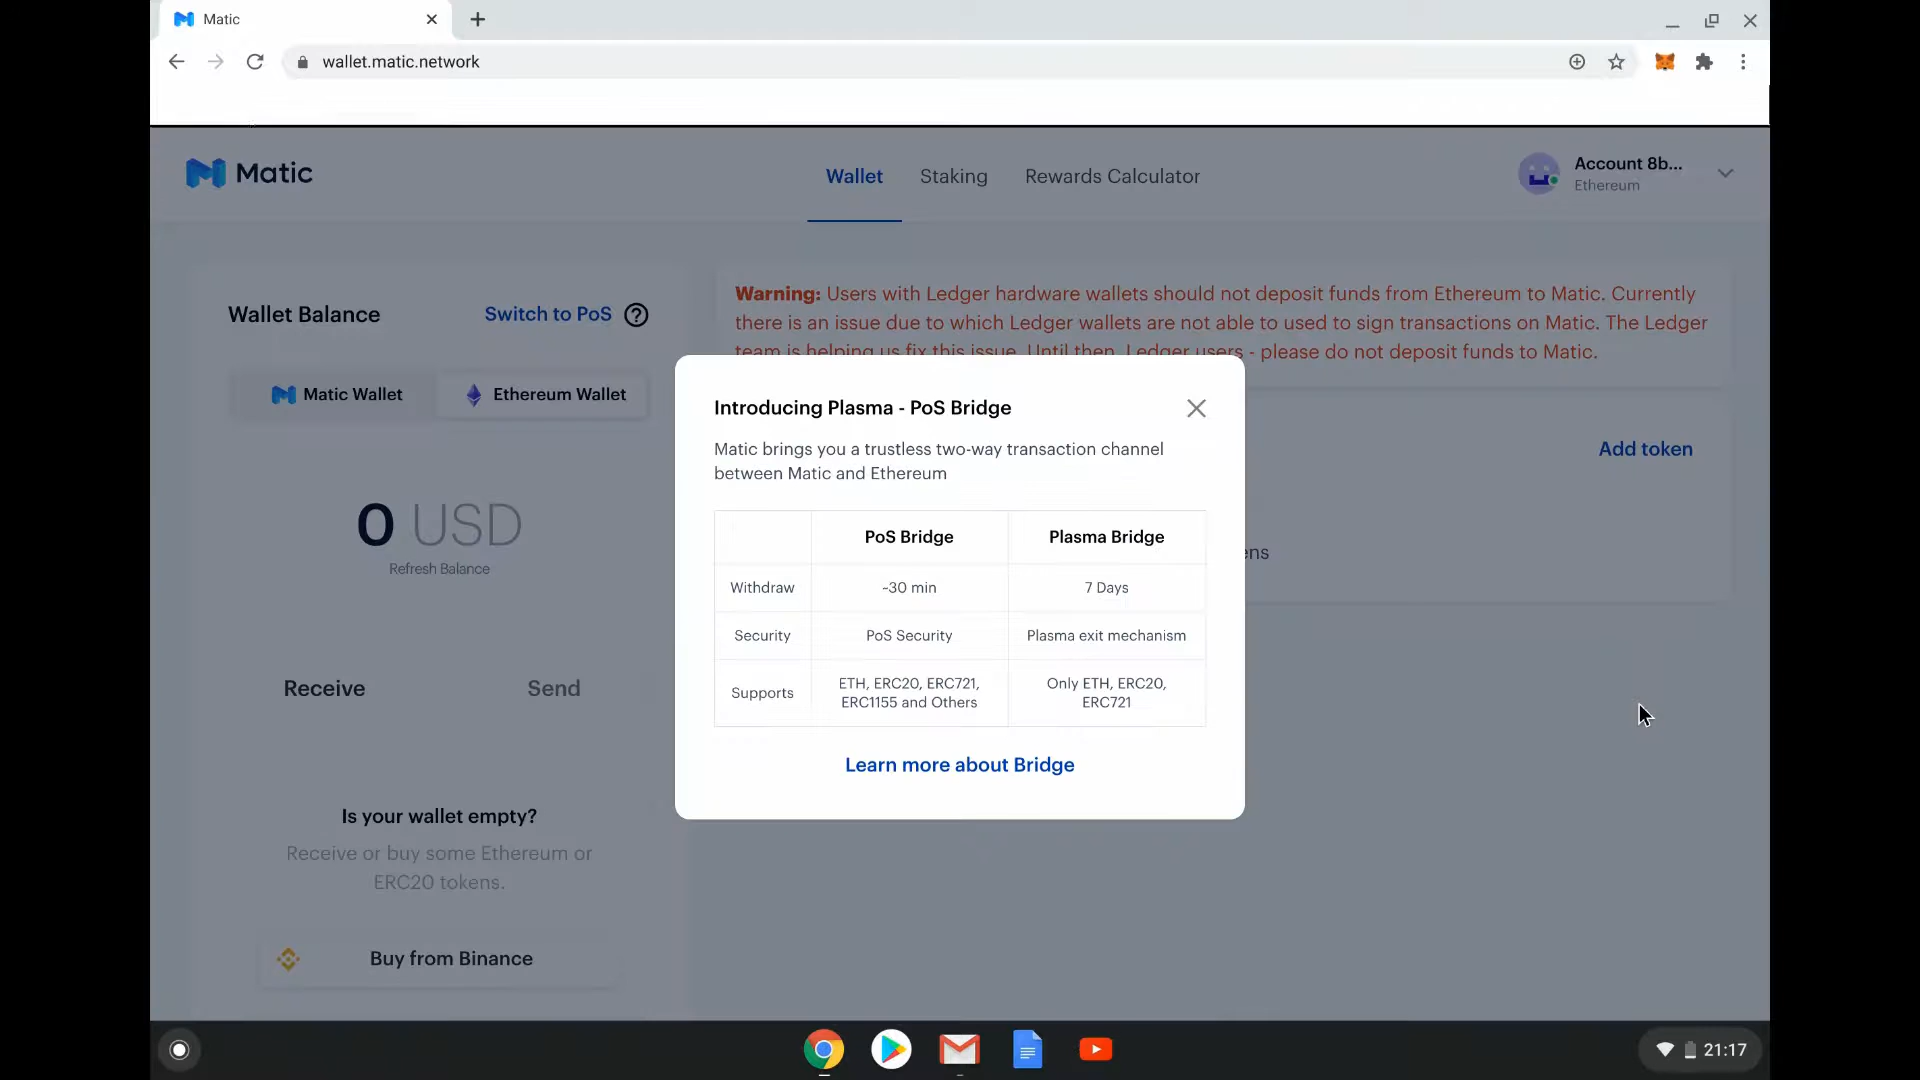 Matic
wallet.matic.network
Matic
Wallet
Staking
Rewards Calculator
Account 8b...
Ethereum
Wallet Balance
Switch to PoS
Matic Wallet
Ethereum Wallet
0 USD
Refresh Balance
Receive
Send
Is your wallet empty?
Receive or buy some Ethereum or
ERC20 tokens.
Buy from Binance
Warning: Users with Ledger hardware wallets should not deposit funds from Ethereum to Matic. Currently
there is an issue due to which Ledger wallets are not able to used to sign transactions on Matic. The Ledger
team is helping us fix this issue. Until then, Ledger users - please do not deposit funds to Matic.
Add token
Introducing Plasma - PoS Bridge
Matic brings you a trustless two-way transaction channel
between Matic and Ethereum
PoS Bridge
Plasma Bridge
Withdraw
~30 min
7 Days
Security
PoS Security
Plasma exit mechanism
Supports
ETH, ERC20, ERC721,
ERC1155 and Others
Only ETH, ERC20,
ERC721
Learn more about Bridge
21:17